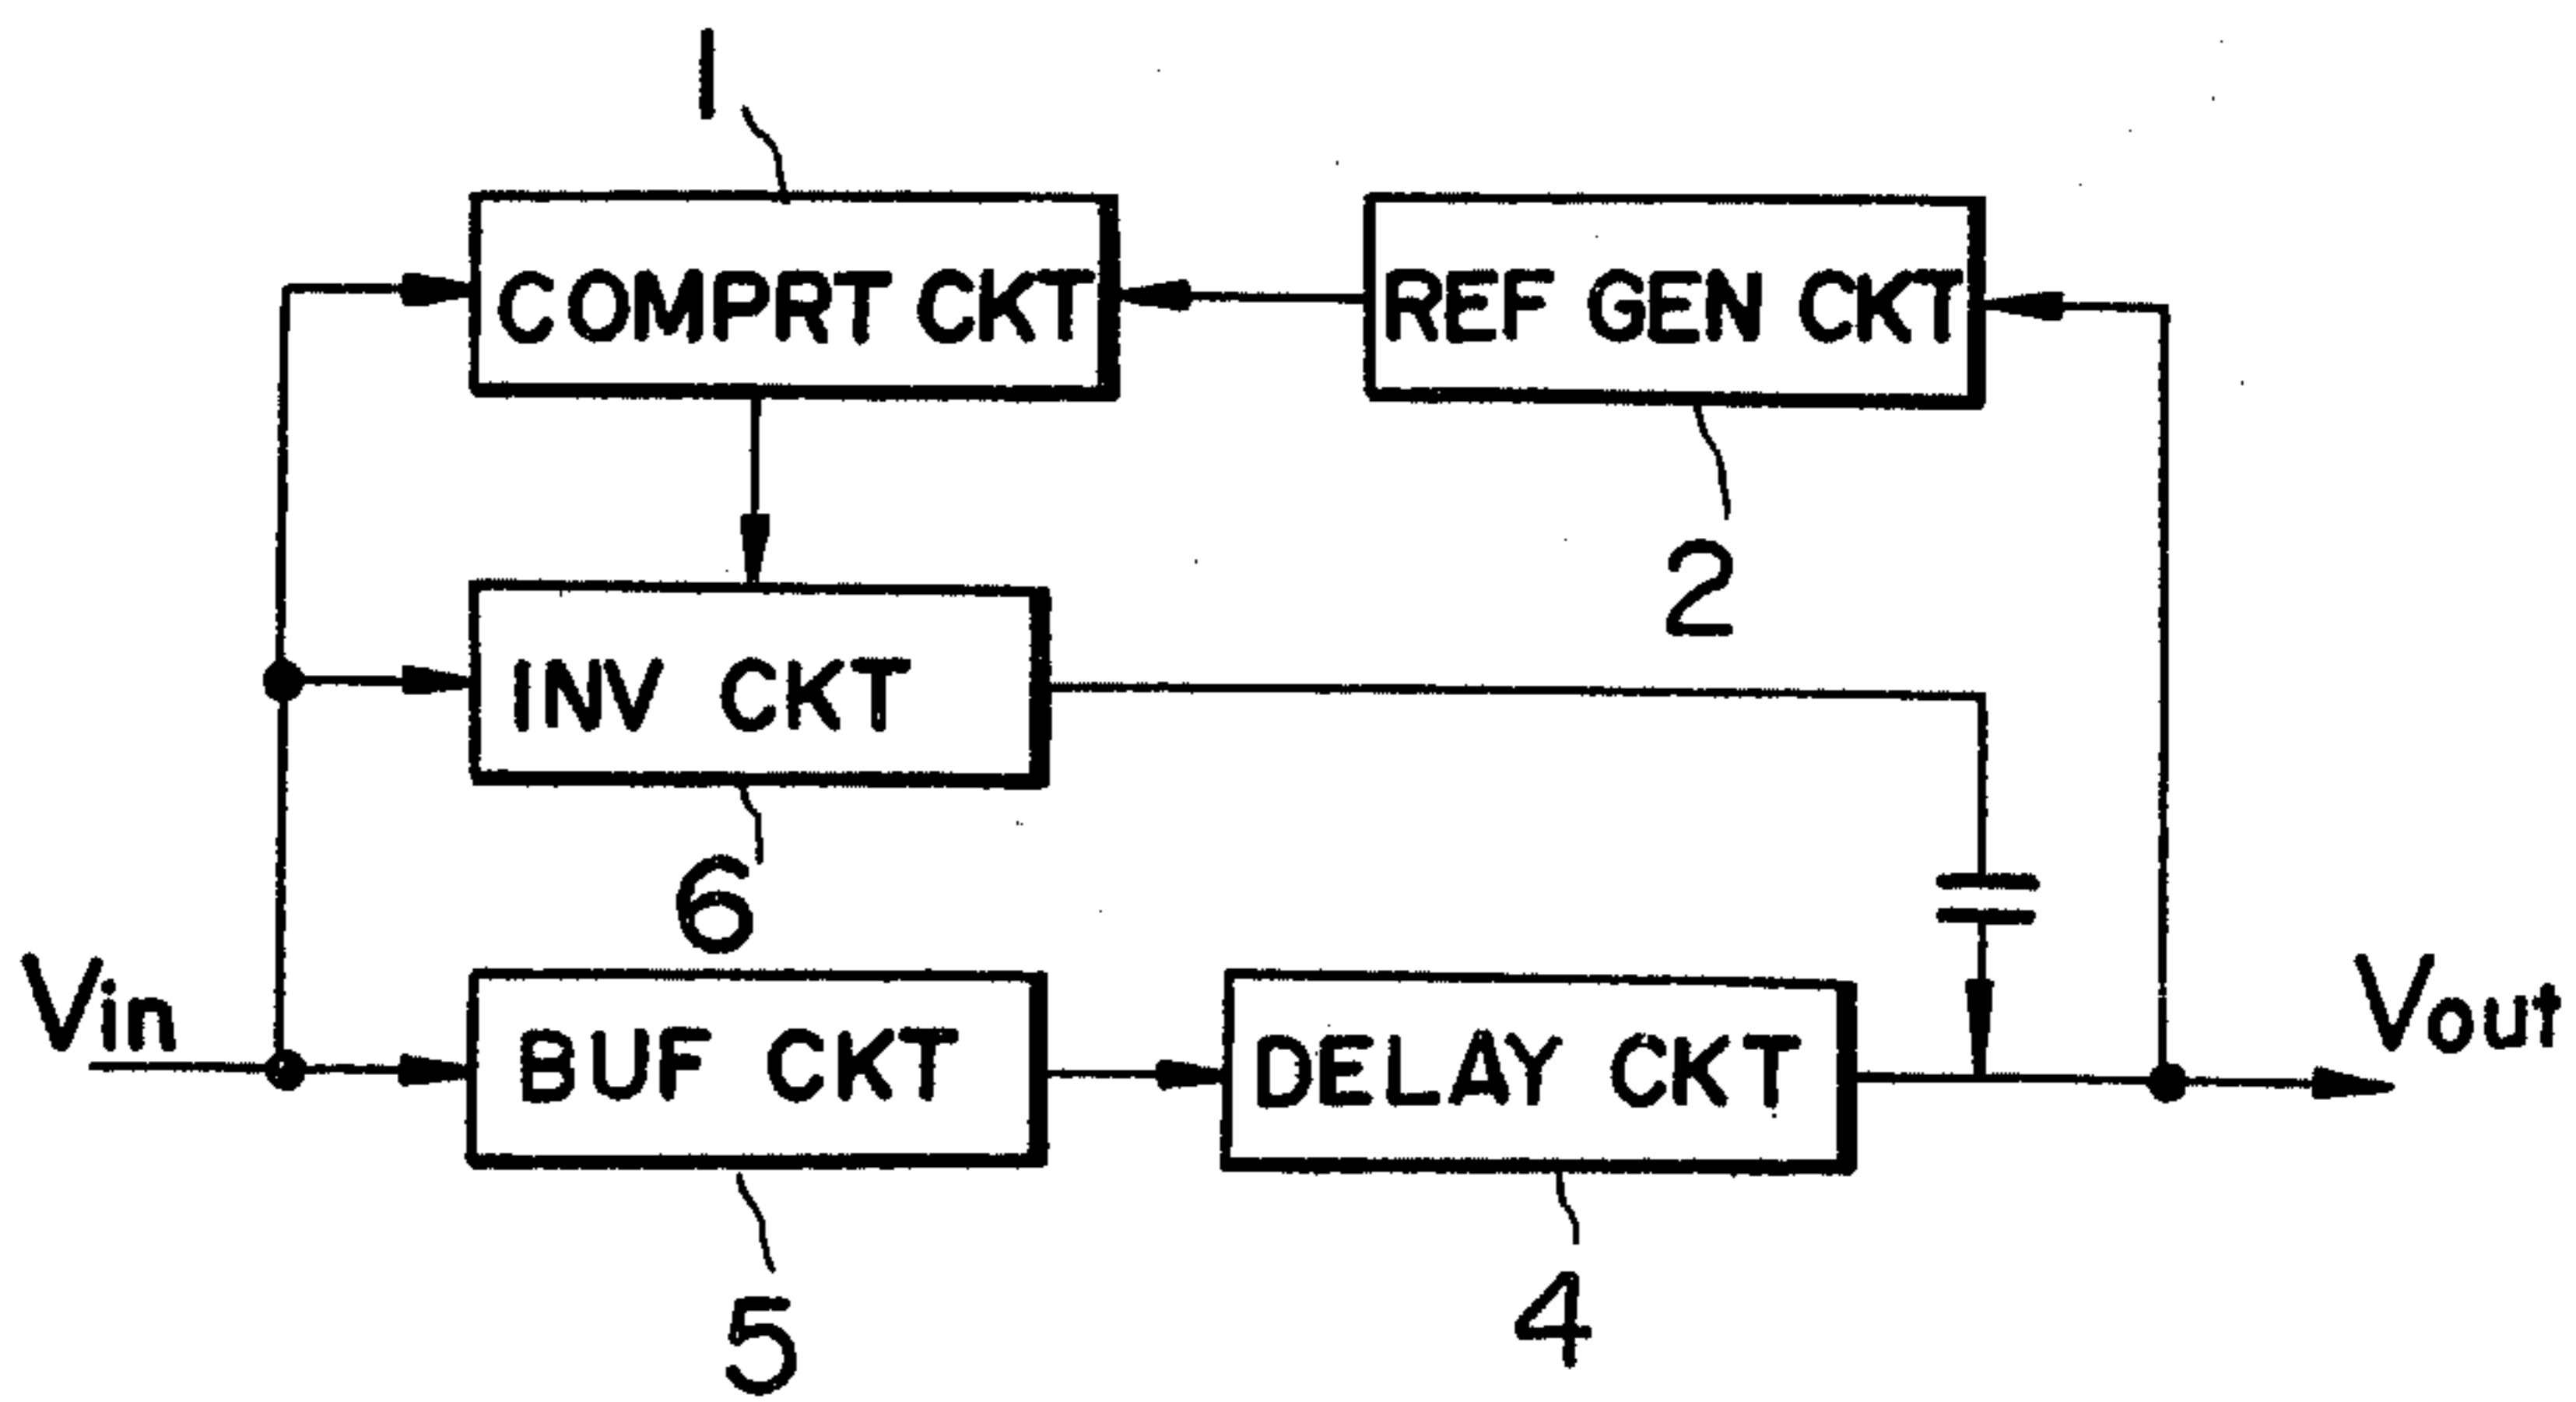 1
COMPRT CKT
REF GEN CKT
2
INV CKT
6
Vin
BUF CKT
DELAY CKT
Vout
5
4